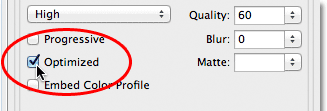 High Quality: 60
Progressive Blur: 0
Optimized Matte:
Embed Color Profile